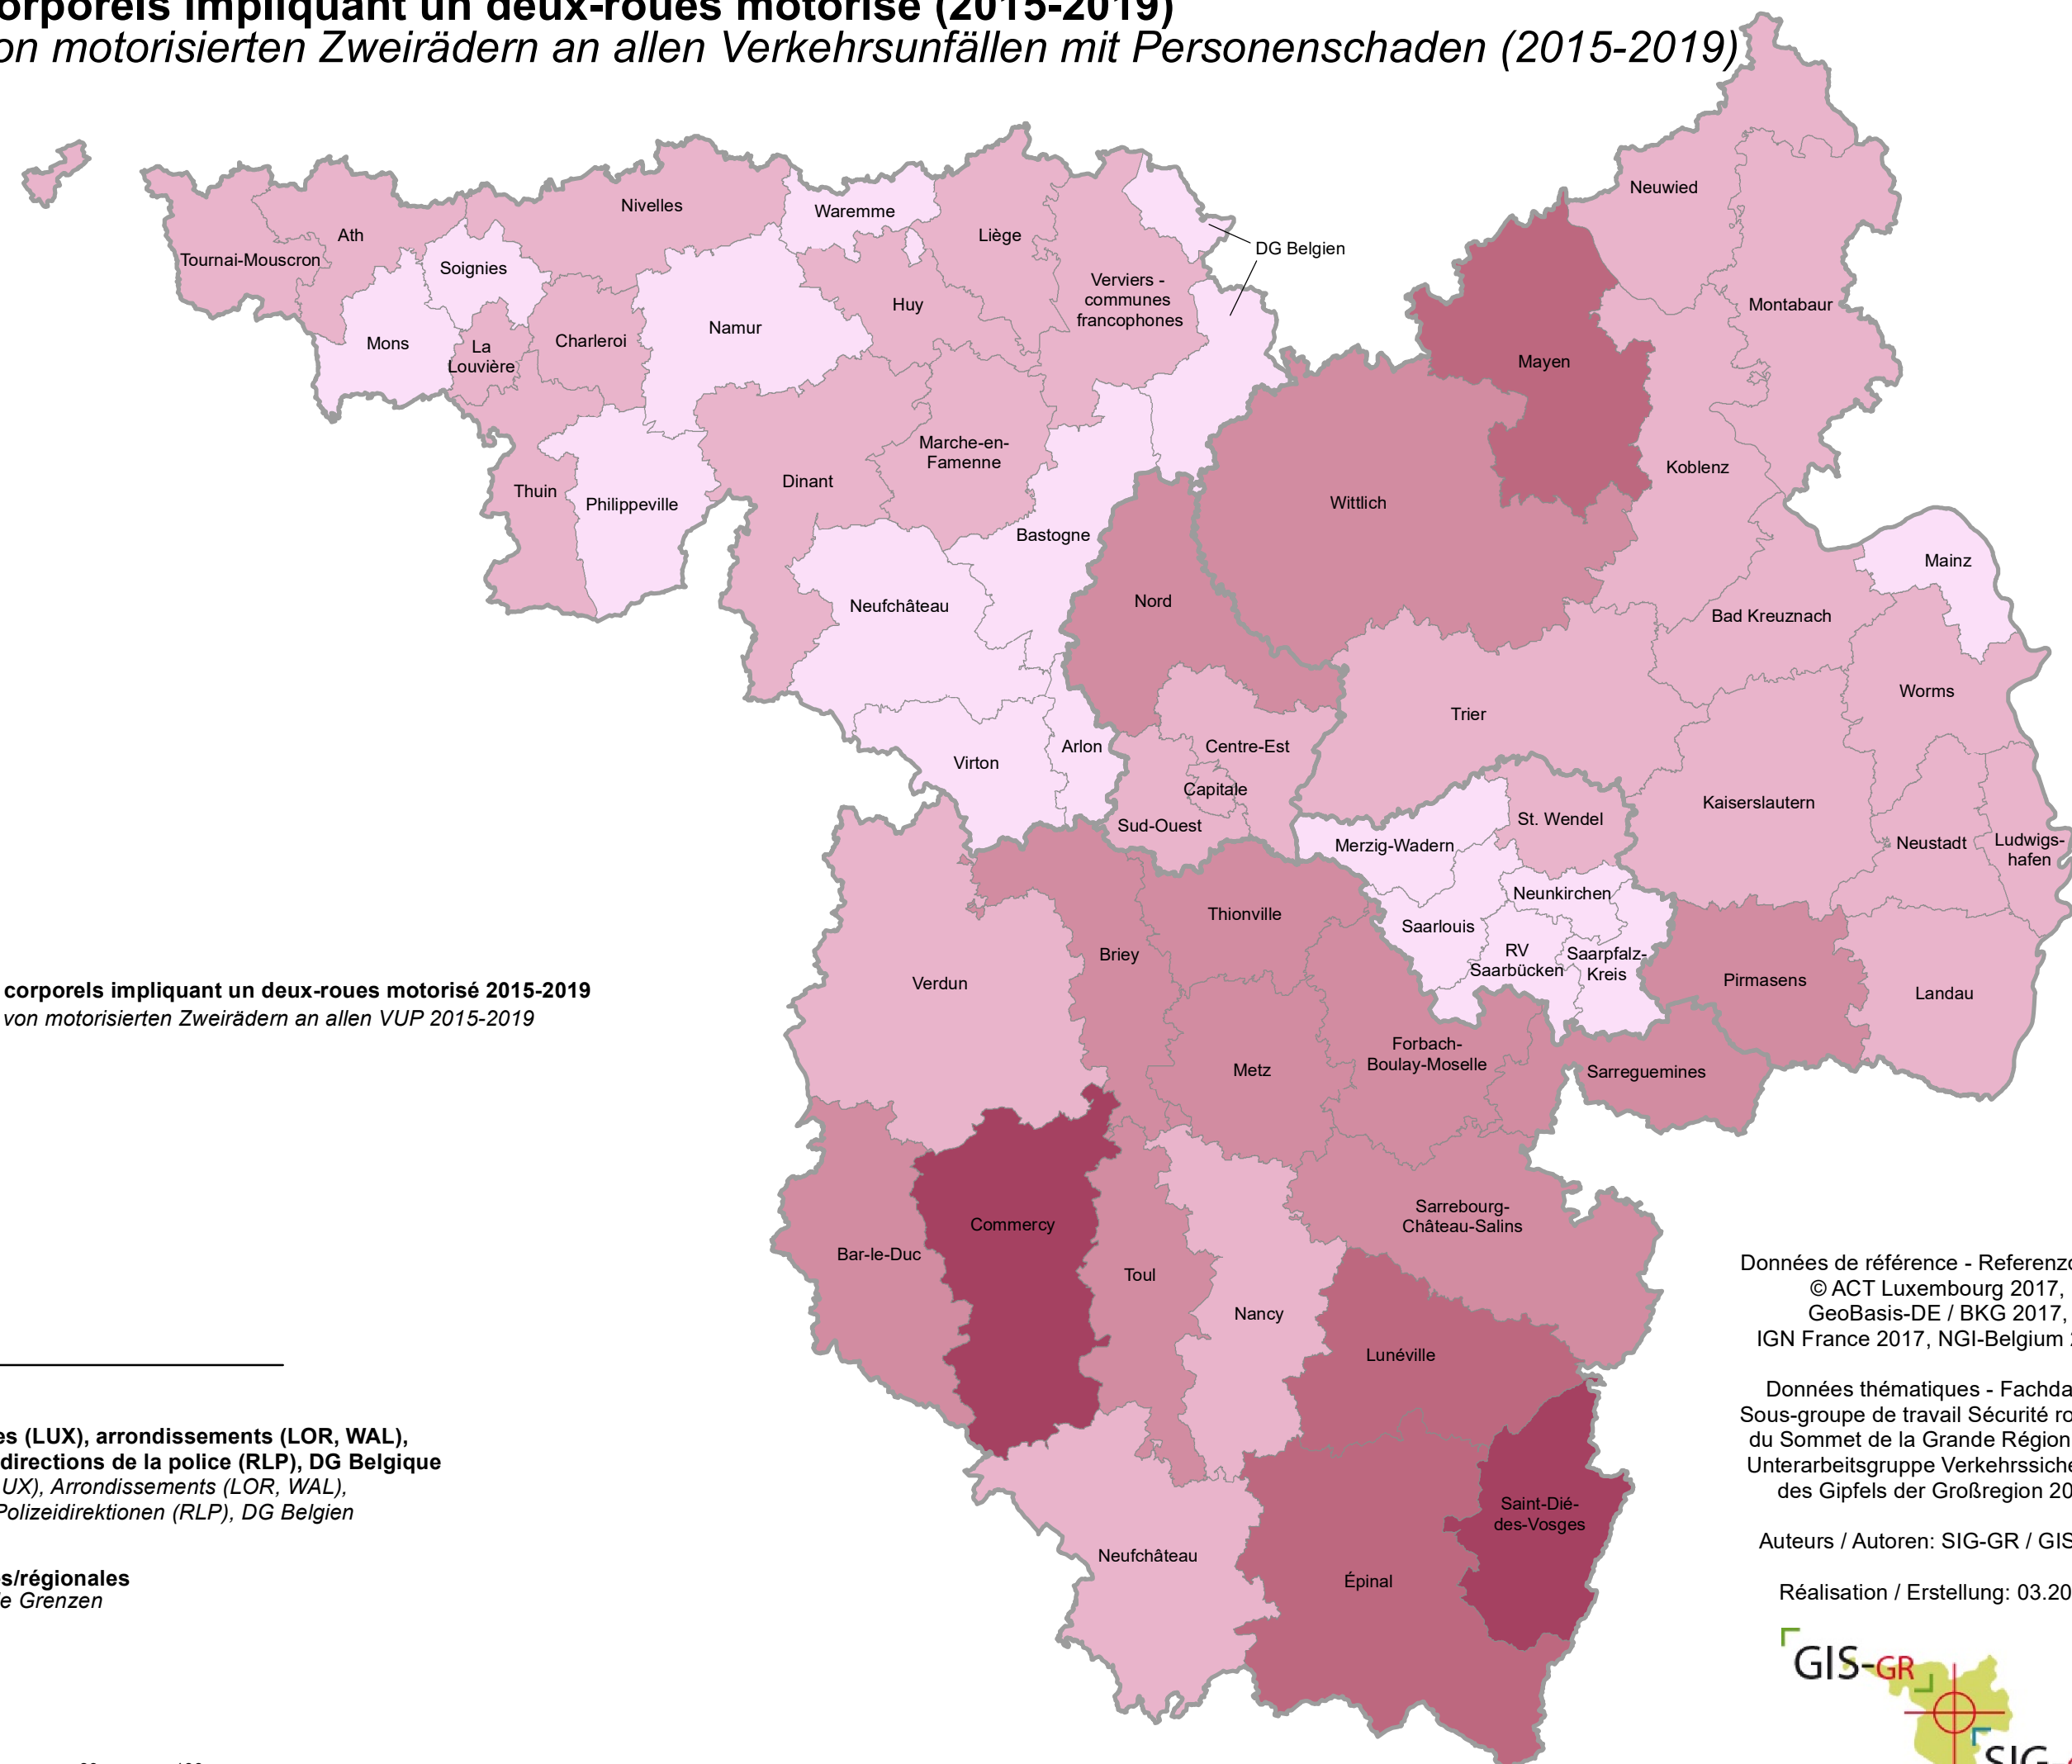 orporels impliquant un deux-roues motorisé (2015-2019)
on motorisierten Zweirädern an allen Verkehrsunfällen mit Personenschaden (2015-2019)
Neuwied
Nivelles
Waremme
Ath
Liège
DG Belgien
Tournai-Mouscron
Soignies
Verviers -
communes
francophones
Huy
Montabaur
Namur
Mons
Charleroi
La
Louvière
Mayen
Marche-en-
Famenne
Koblenz
Dinant
Thuin
Philippeville
Wittlich
Bastogne
Mainz
Nord
Neufchâteau
Bad Kreuznach
Worms
Trier
Arlon
Centre-Est
Virton
Capitale
Kaiserslautern
St. Wendel
Sud-Ouest
Merzig-Wadern
Neustadt
Ludwigs-
hafen
Neunkirchen
Thionville
Saarlouis
Briey
RV
Saarbücken
Saarpfalz-
Kreis
Verdun
Pirmasens
Landau
corporels impliquant un deux-roues motorisé 2015-2019
von motorisierten Zweirädern an allen VUP 2015-2019
Forbach-
Boulay-Moselle
Metz
Sarreguemines
Sarrebourg-
Château-Salins
Commercy
Bar-le-Duc
Toul
Nancy
Lunéville
Saint-Dié-
des-Vosges
Neufchâteau
Épinal
es (LUX), arrondissements (LOR, WAL),
directions de la police (RLP), DG Belgique
UX), Arrondissements (LOR, WAL),
Polizeidirektionen (RLP), DG Belgien
s/régionales
e Grenzen
Données de référence - Referenz
© ACT Luxembourg 2017,
GeoBasis-DE / BKG 2017,
IGN France 2017, NGI-Belgium
Données thématiques - Fachda
Sous-groupe de travail Sécurité ro
du Sommet de la Grande Région
Unterarbeitsgruppe Verkehrssiche
des Gipfels der Großregion 20
Auteurs / Autoren: SIG-GR / GIS
Réalisation / Erstellung: 03.20
GIS-GR
SIG-